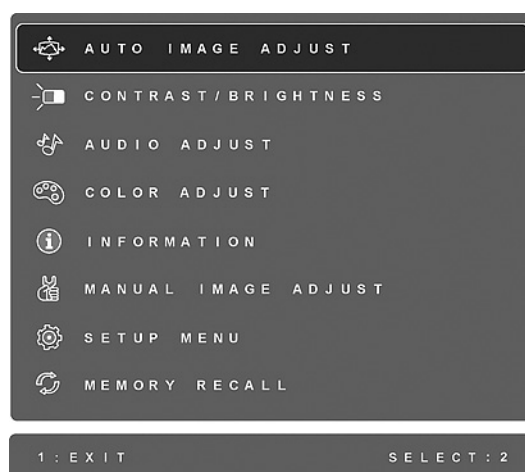 AUTO IMAGE ADJUST
CONTRAST/BRIGHTNESS
AUDIO ADJUST
COLOR ADJUST
INFORMATION
MANUAL IMAGE ADJUST
SETUP MENU
MEMORY RECALL
1:EXIT SELECT:2